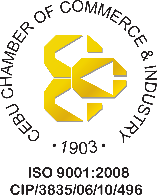 CEBU CHAMBER OF COMMERCE & INDUSTRY
· 1903 ·
ISO 9001:2008
CIP/3835/06/10/496